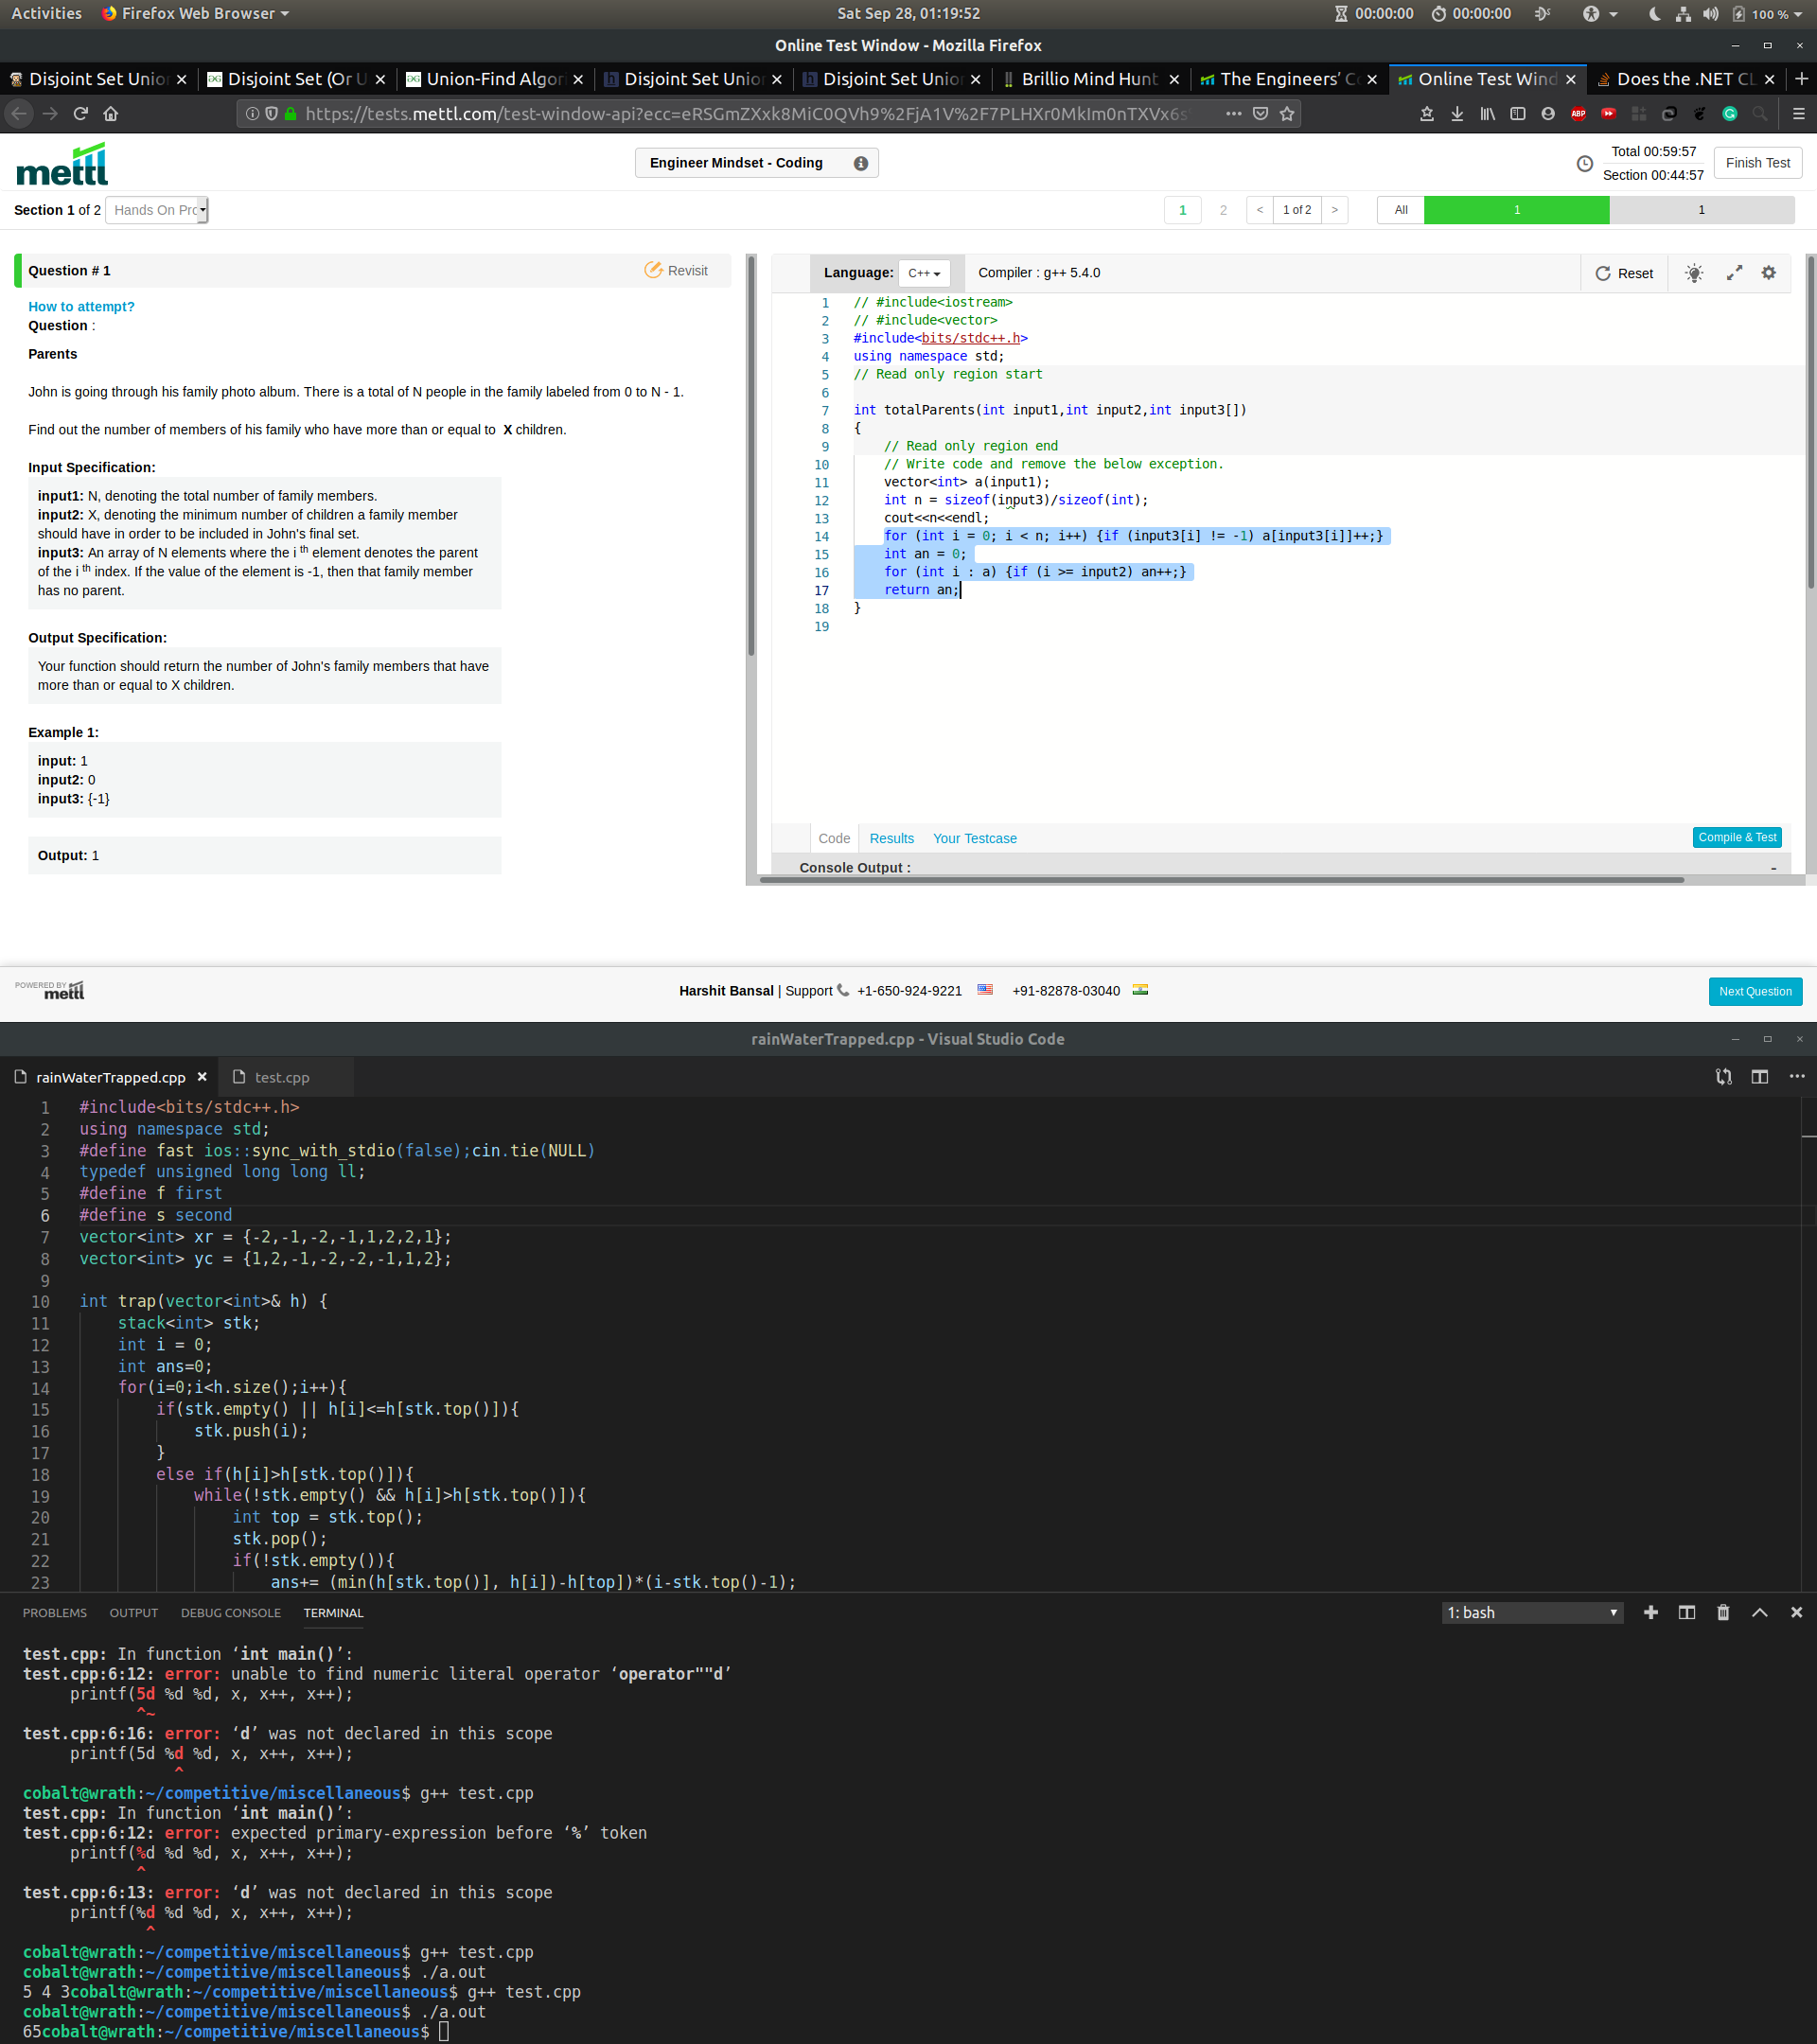 Activities Firefox Web Browser Sat Sep 28, 01:19:52 00:00:00 00:00:00 100 %
Online Test Window - Mozilla Firefox
Disjoint Set Unio Disjoint Set (Or U Union-Find Algori Disjoint Set Unio Disjoint Set Unio Brillio Mind Hunt The Engineers’ Co Online Test Wind Does the .NET CL
https://tests.mettl.com/test-window-api?ecc=eRSGmZXxk8MiC0QVh9%2FjA1V%2F7PLHXr0MkIm0nTXVx6s
mettl Engineer Mindset - Coding Total 00:59:57 Finish Test
Section 00:44:57
Section 1 of 2 Hands On Pro 1 2 < 1 of 2 > All 1 1
Question # 1 Revisit
How to attempt?
Question :
Parents
John is going through his family photo album. There is a total of N people in the family labeled from 0 to N - 1.
Find out the number of members of his family who have more than or equal to X children.
Input Specification:
input1: N, denoting the total number of family members.
input2: X, denoting the minimum number of children a family member
should have in order to be included in John's final set.
input3: An array of N elements where the i th element denotes the parent
of the i th index. If the value of the element is -1, then that family member
has no parent.
Output Specification:
Your function should return the number of John's family members that have
more than or equal to X children.
Example 1:
input: 1
input2: 0
input3: {-1}
Output: 1
Language: C++ Compiler : g++ 5.4.0 Reset
1 // #include<iostream>
2 // #include<vector>
3 #include<bits/stdc++.h>
4 using namespace std;
5 // Read only region start
6
7 int totalParents(int input1,int input2,int input3[])
8 {
9 // Read only region end
10 // Write code and remove the below exception.
11 vector<int> a(input1);
12 int n = sizeof(input3)/sizeof(int);
13 cout<<n<<endl;
14 for (int i = 0; i < n; i++) {if (input3[i] != -1) a[input3[i]]++;}
15 int an = 0;
16 for (int i : a) {if (i >= input2) an++;}
17 return an;
18 }
19
Code Results Your Testcase Compile & Test
Console Output : -
POWERED BY mettl Harshit Bansal | Support +1-650-924-9221 +91-82878-03040 Next Question
rainWaterTrapped.cpp - Visual Studio Code
rainWaterTrapped.cpp test.cpp
1 #include<bits/stdc++.h>
2 using namespace std;
3 #define fast ios::sync_with_stdio(false);cin.tie(NULL)
4 typedef unsigned long long ll;
5 #define f first
6 #define s second
7 vector<int> xr = {-2,-1,-2,-1,1,2,2,1};
8 vector<int> yc = {1,2,-1,-2,-2,-1,1,2};
9
10 int trap(vector<int>& h) {
11 stack<int> stk;
12 int i = 0;
13 int ans=0;
14 for(i=0;i<h.size();i++){
15 if(stk.empty() || h[i]<=h[stk.top()]){
16 stk.push(i);
17 }
18 else if(h[i]>h[stk.top()]){
19 while(!stk.empty() && h[i]>h[stk.top()]){
20 int top = stk.top();
21 stk.pop();
22 if(!stk.empty()){
23 ans+= (min(h[stk.top()], h[i])-h[top])*(i-stk.top()-1);
PROBLEMS OUTPUT DEBUG CONSOLE TERMINAL 1: bash
test.cpp: In function ‘int main()’:
test.cpp:6:12: error: unable to find numeric literal operator ‘operator""d’
printf(5d %d %d, x, x++, x++);
^~
test.cpp:6:16: error: ‘d’ was not declared in this scope
printf(5d %d %d, x, x++, x++);
^
cobalt@wrath:~/competitive/miscellaneous$ g++ test.cpp
test.cpp: In function ‘int main()’:
test.cpp:6:12: error: expected primary-expression before ‘%’ token
printf(%d %d %d, x, x++, x++);
^
test.cpp:6:13: error: ‘d’ was not declared in this scope
printf(%d %d %d, x, x++, x++);
^
cobalt@wrath:~/competitive/miscellaneous$ g++ test.cpp
cobalt@wrath:~/competitive/miscellaneous$ ./a.out
5 4 3cobalt@wrath:~/competitive/miscellaneous$ g++ test.cpp
cobalt@wrath:~/competitive/miscellaneous$ ./a.out
65cobalt@wrath:~/competitive/miscellaneous$